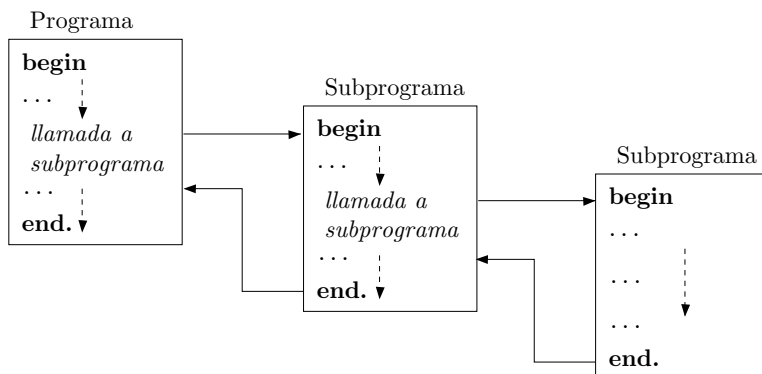 Programa
begin
...
llamada a
subprograma
...
end.
Subprograma
begin
...
llamada a
subprograma
...
end.
Subprograma
begin
...
...
...
end.